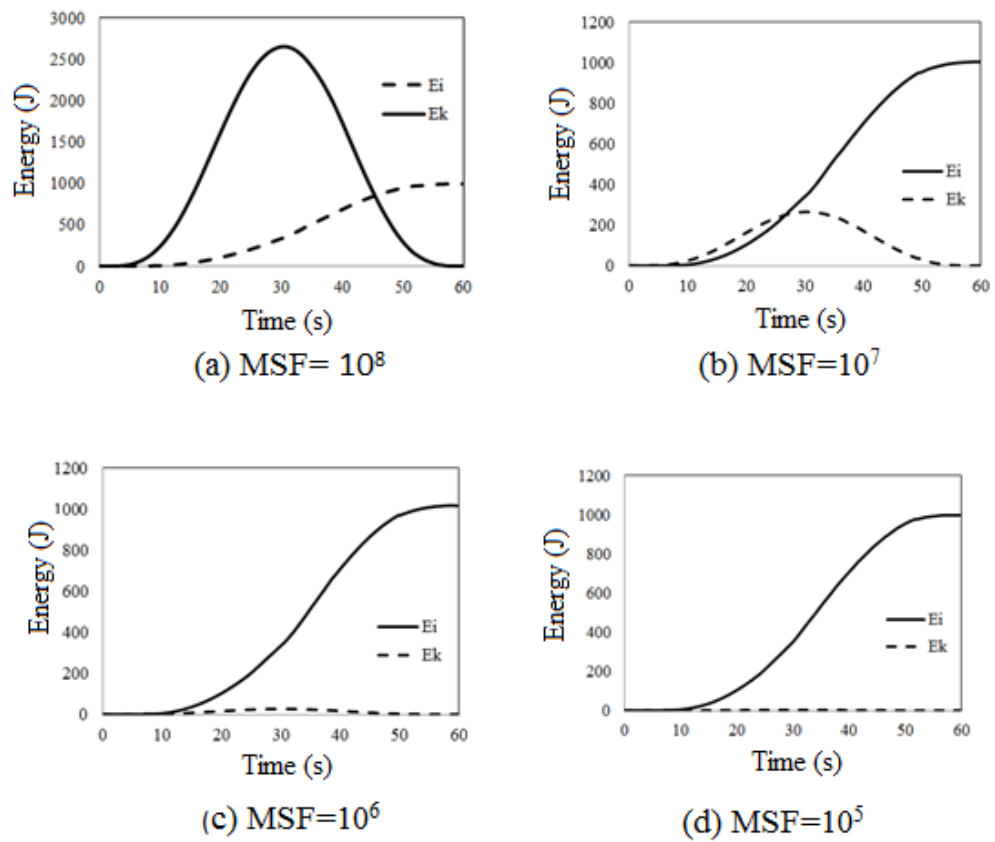 3000
2500
2000
1500
1000
500
0
Energy (J)
Ei
Ek
0 10 20 30 40 50 60
Time (s)
(a) MSF= 10⁸
1200
1000
800
600
400
200
0
Energy (J)
Ei
Ek
0 10 20 30 40 50 60
Time (s)
(b) MSF=10⁷
1200
1000
800
600
400
200
0
Energy (J)
Ei
Ek
0 10 20 30 40 50 60
Time (s)
(c) MSF=10⁶
1200
1000
800
600
400
200
0
Energy (J)
Ei
Ek
0 10 20 30 40 50 60
Time (s)
(d) MSF=10⁵